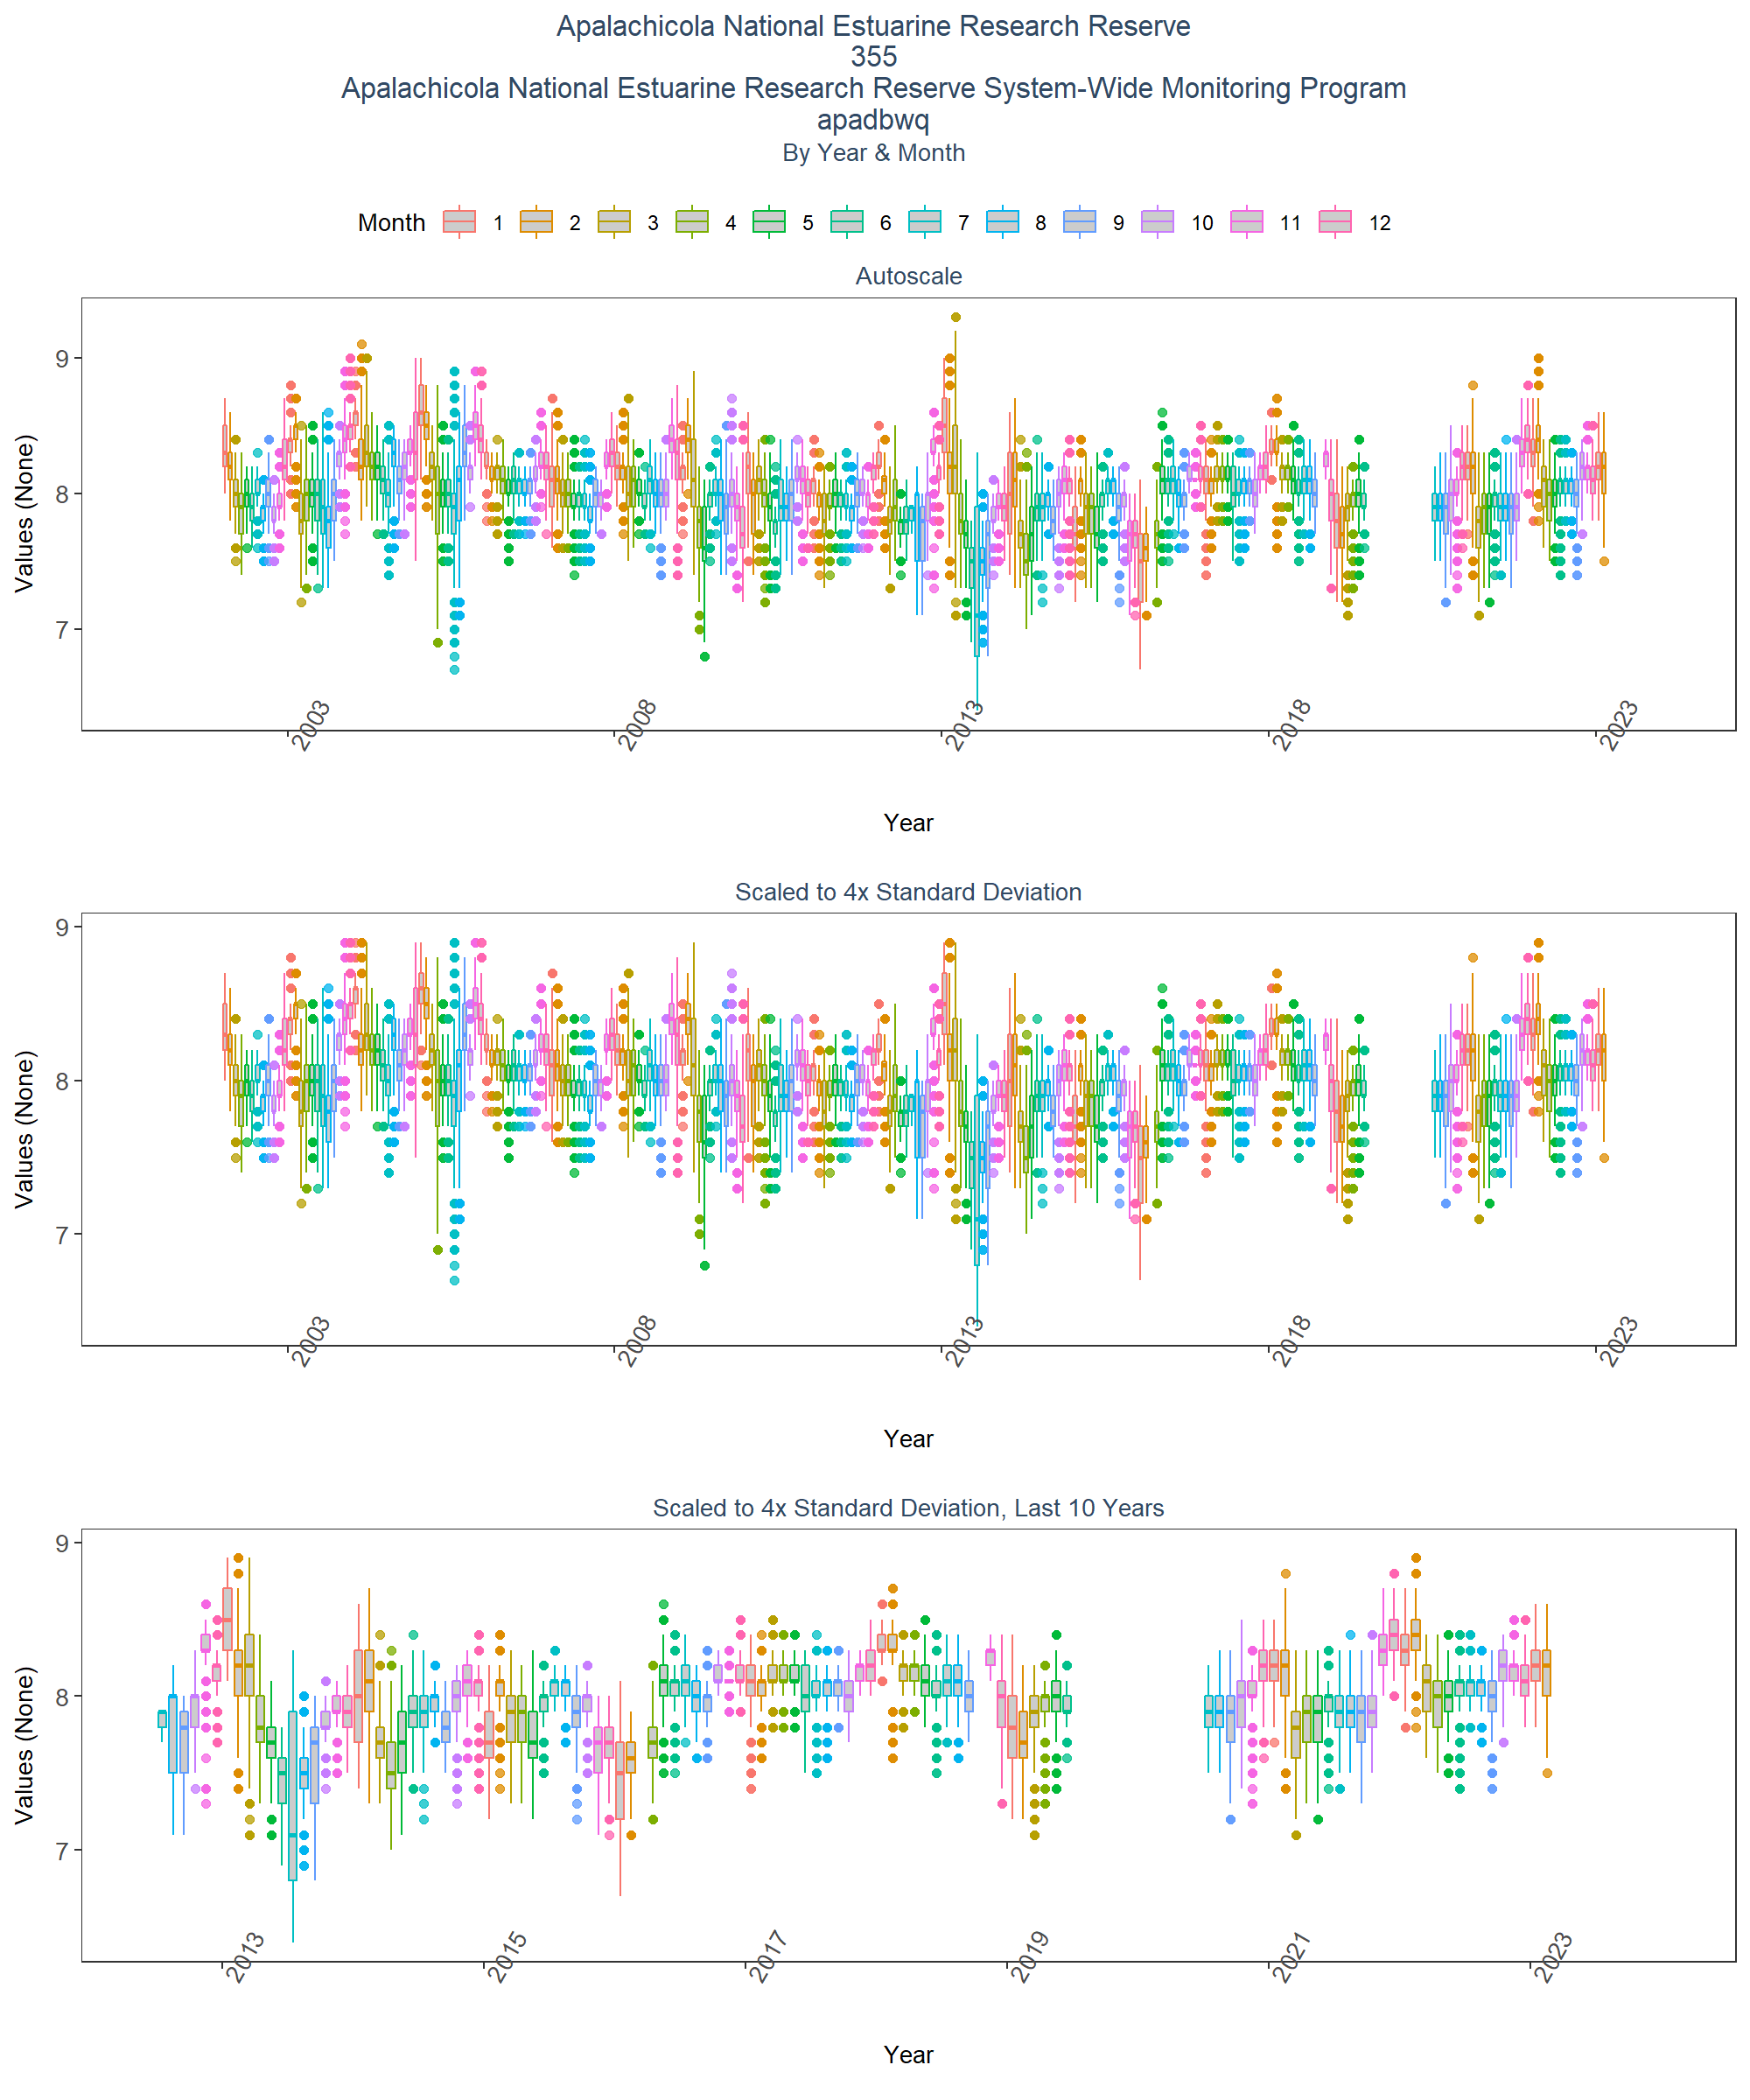 Apalachicola National Estuarine Research Reserve
355
Apalachicola National Estuarine Research Reserve System-Wide Monitoring Program
apadbwq
By Year & Month
Month 1 2 3 4 5 6 7 8 9 10 11 12
Autoscale
Values (None)
9
8
7
2003 2008 2013 2018 2023
Year
Scaled to 4x Standard Deviation
Values (None)
9
8
7
2003 2008 2013 2018 2023
Year
Scaled to 4x Standard Deviation, Last 10 Years
Values (None)
9
8
7
2013 2015 2017 2019 2021 2023
Year